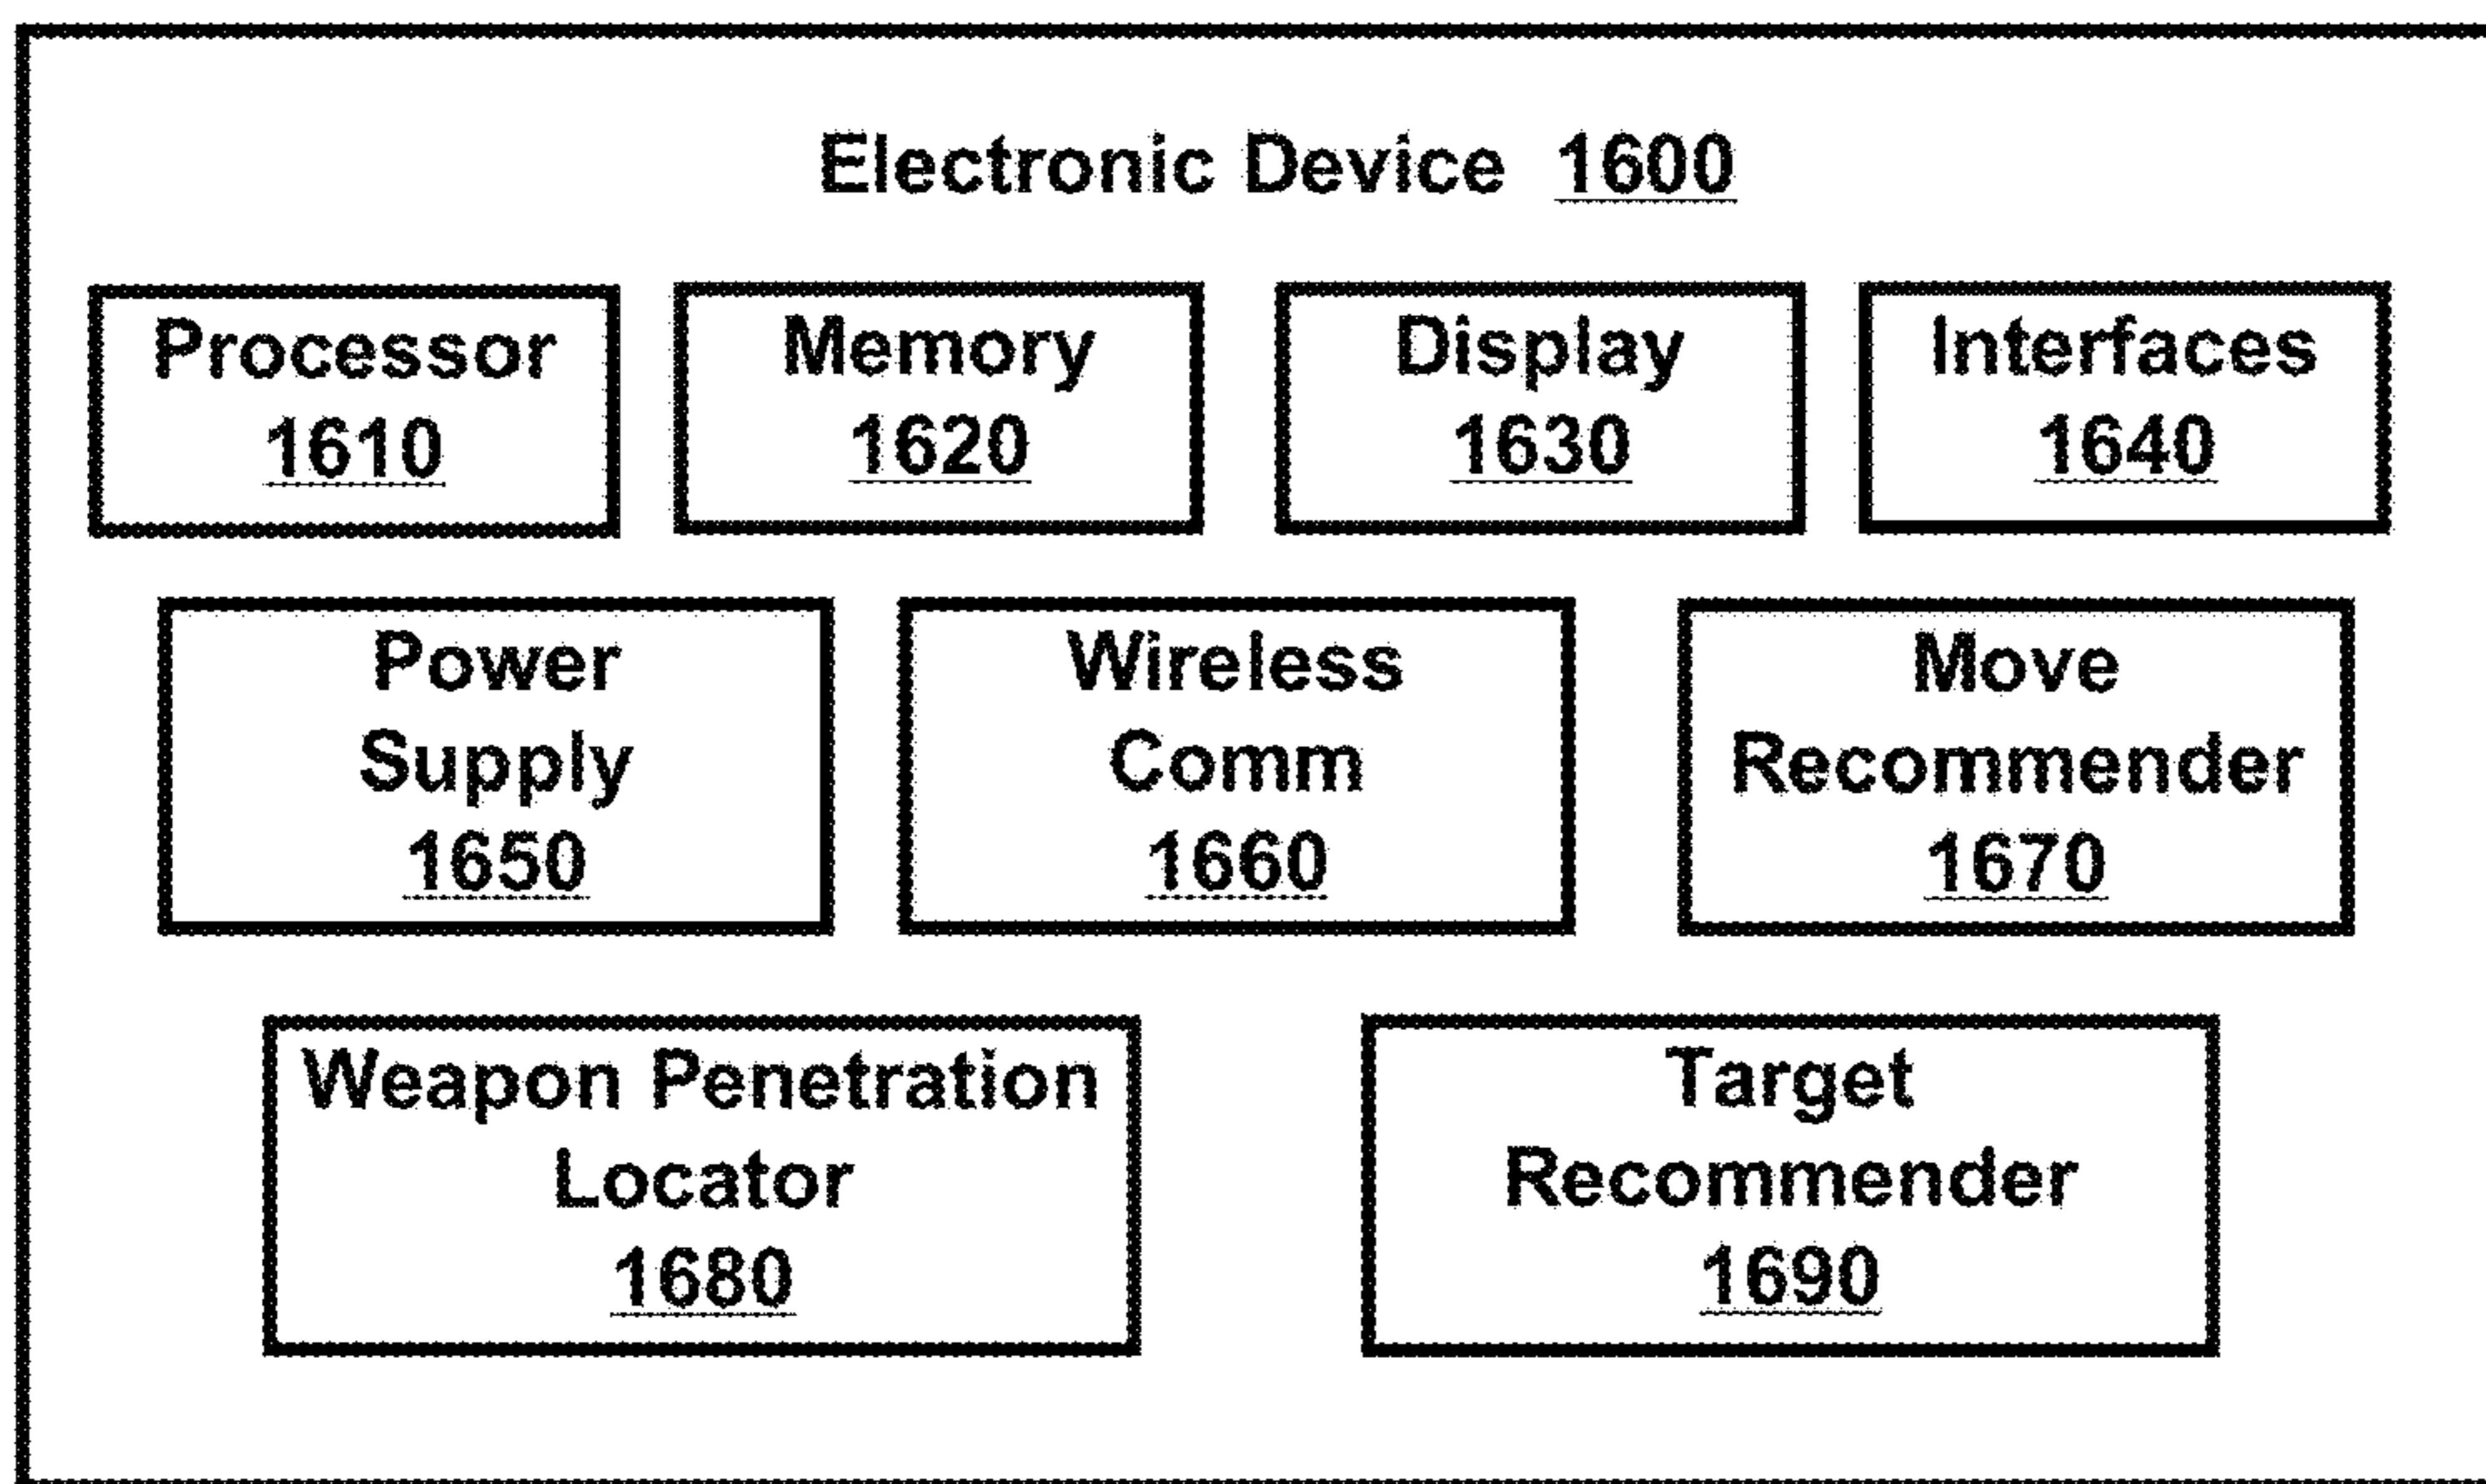 Electronic Device 1600
Processor
1610
Memory
1620
Display
1630
Interfaces
1640
Power
Supply
1650
Wireless
Comm
1660
Move
Recommender
1670
Weapon Penetration
Locator
1680
Target
Recommender
1690